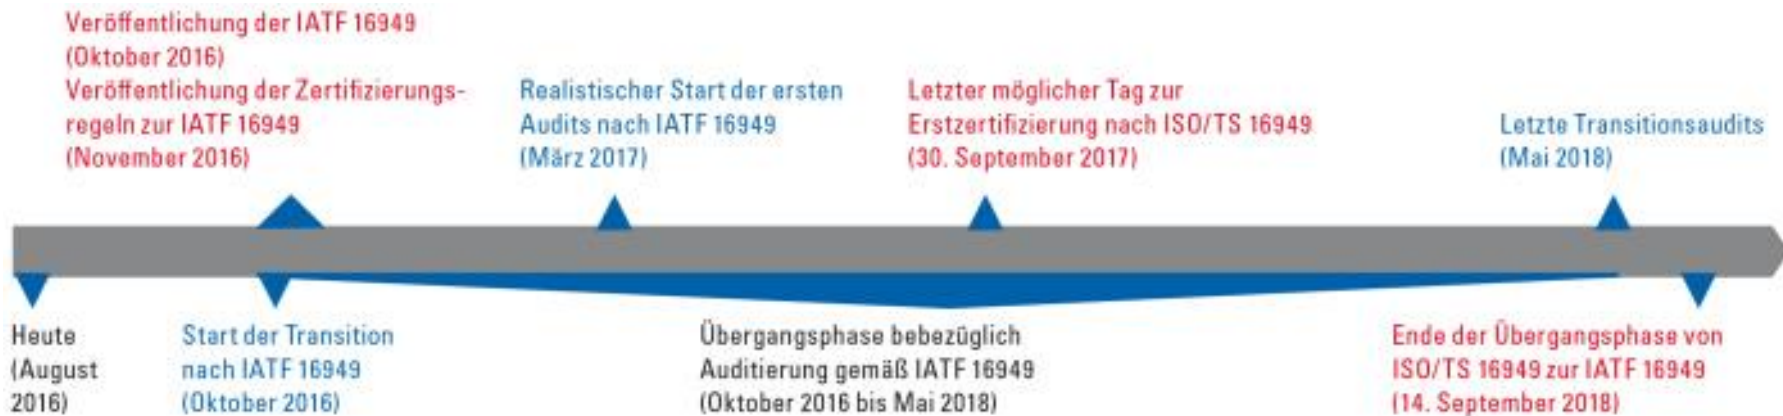 Veröffentlichung der IATF 16949
(Oktober 2016)
Veröffentlichung der Zertifizierungs-
regeln zur IATF 16949
(November 2016)
Realistischer Start der ersten
Audits nach IATF 16949
(März 2017)
Letzter möglicher Tag zur
Erstzertifizierung nach ISO/TS 16949
(30. September 2017)
Letzte Transitionsaudits
(Mai 2018)
Heute
(August
2016)
Start der Transition
nach IATF 16949
(Oktober 2016)
Übergangsphase bebezüglich
Auditierung gemäß IATF 16949
(Oktober 2016 bis Mai 2018)
Ende der Übergangsphase von
ISO/TS 16949 zur IATF 16949
(14. September 2018)